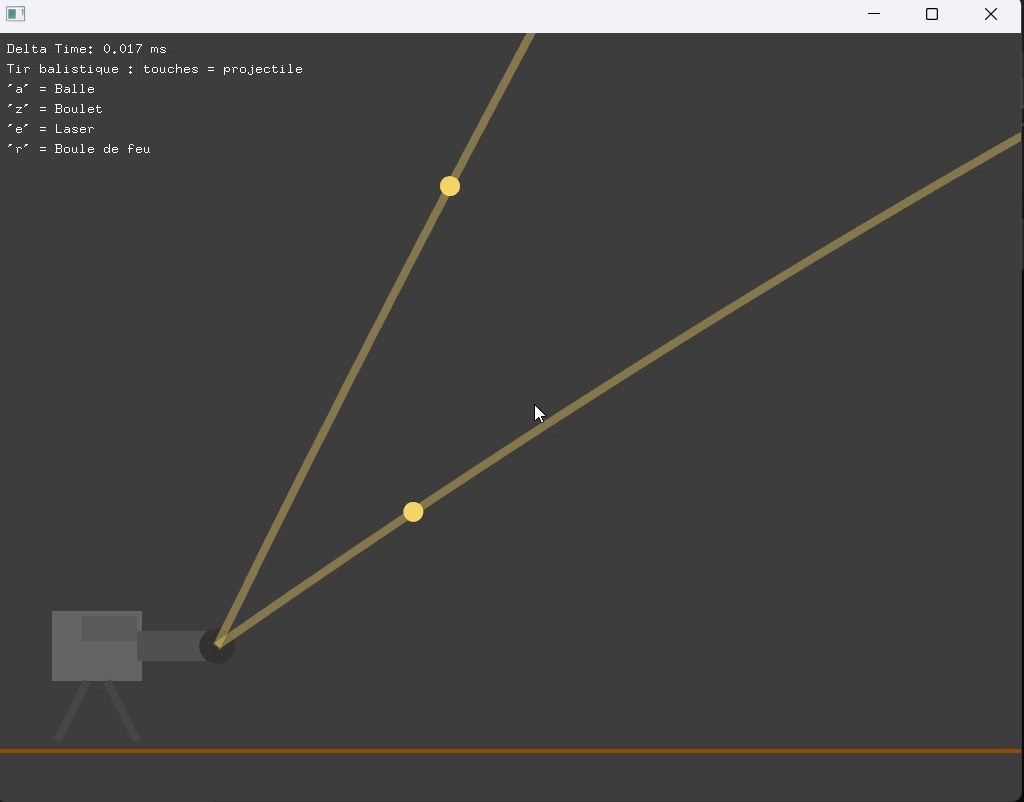 Delta Time: 0.017 ms
Tir balistique : touches = projectile
'a' = Balle
'z' = Boulet
'e' = Laser
'r' = Boule de feu